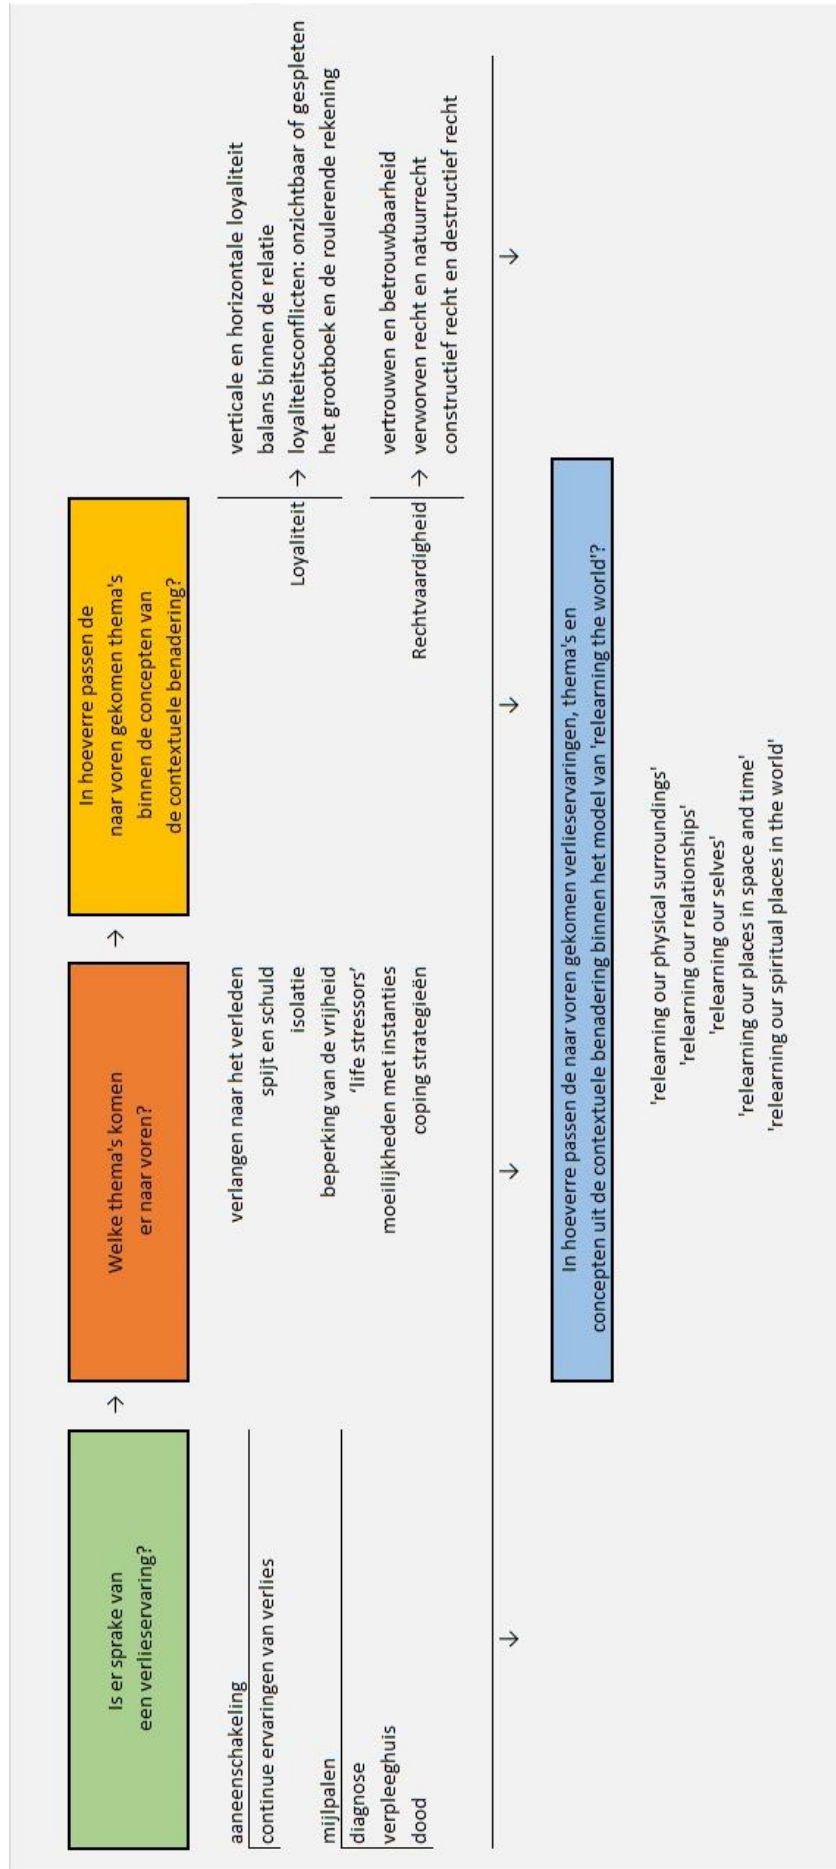 Is er sprake van
een verlieservaring?
→
Welke thema's komen
er naar voren?
→
In hoeverre passen de
naar voren gekomen thema's
binnen de concepten van
de contextuele benadering?
aaneenschakeling
continue ervaringen van verlies
mijlpalen
diagnose
verpleeghuis
dood
verlangen naar het verleden
spijt en schuld
isolatie
beperking van de vrijheid
'life stressors’
moeilijkheden met instanties
coping strategieën
Loyaliteit →
verticale en horizontale loyaliteit
balans binnen de relatie
loyaliteitsconflicten: onzichtbaar of gespleten
het grootboek en de roulerende rekening
Rechtvaardigheid →
vertrouwen en betrouwbaarheid
verworven recht en natuurrecht
constructief recht en destructief recht
↓ ↓ ↓ ↓
In hoeverre passen de naar voren gekomen verlieservaringen, thema's en
concepten uit de contextuele benadering binnen het model van 'relearning the world'?
'relearning our physical surroundings'
'relearning our relationships'
'relearning our selves'
'relearning our places in space and time'
'relearning our spiritual places in the world'